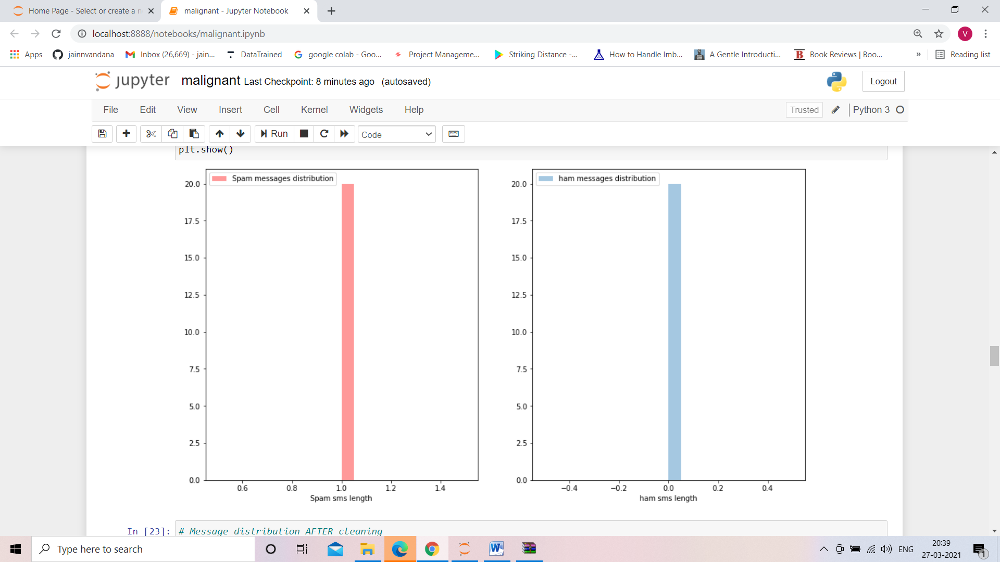 Home Page - Select or create a n
malignant - Jupyter Notebook
localhost:8888/notebooks/malignant.ipynb
V
Apps
jainnvandana
Inbox (26,669) - jain...
DataTrained
google colab - Goo...
Project Manageme...
Striking Distance -...
How to Handle Imb...
A Gentle Introducti...
B
Book Reviews | Boo...
»
Reading list
jupyter
malignant Last Checkpoint: 8 minutes ago (autosaved)
Logout
File
Edit
View
Insert
Cell
Kernel
Widgets
Help
Trusted
Python 3
Run
Code
plt.show()
Spam messages distribution
20.0
17.5
15.0
12.5
10.0
7.5
5.0
2.5
0.0
0.6
0.8
1.0
1.2
1.4
Spam sms length
ham messages distribution
20.0
17.5
15.0
12.5
10.0
7.5
5.0
2.5
0.0
−0.4
−0.2
0.0
0.2
0.4
ham sms length
In [23]:
# Message distribution AFTER cleaning
Type here to search
W
ENG
20:39
27-03-2021
1